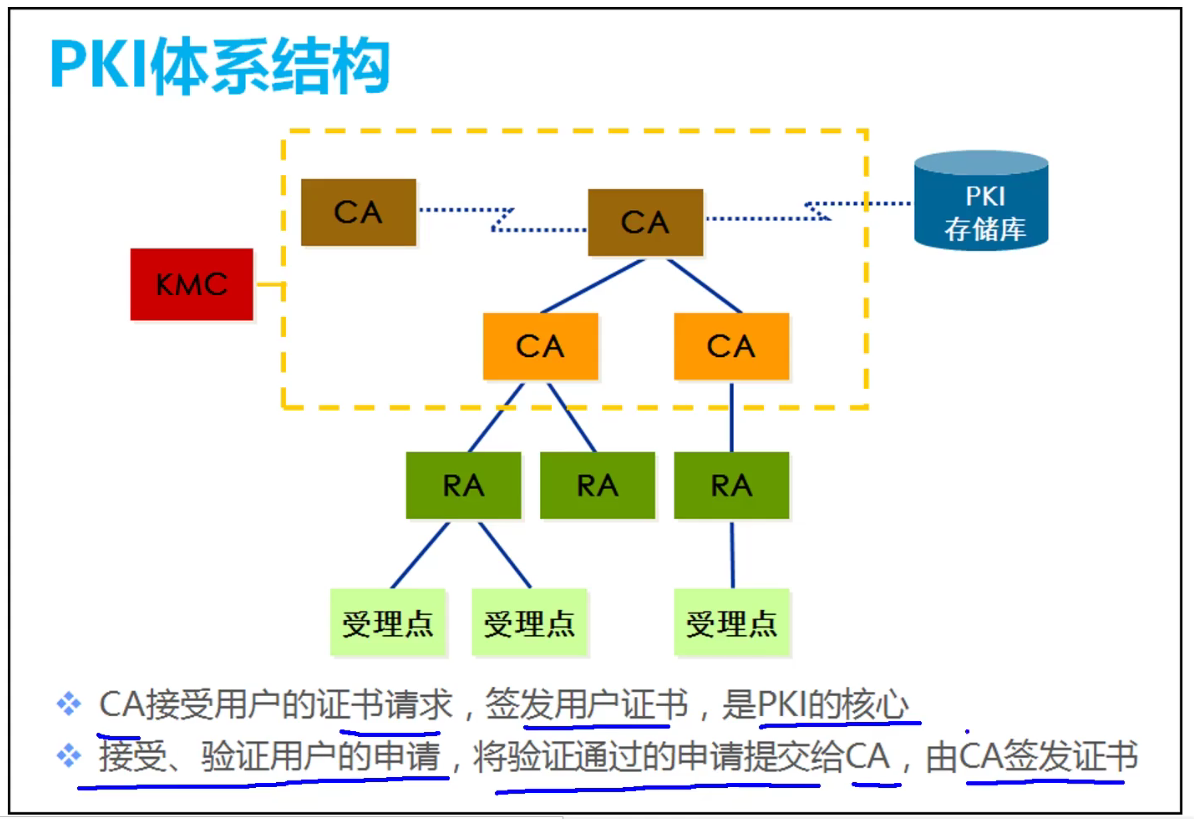 PKI体系结构
CA
CA
PKI
存储库
KMC
CA
CA
RA
RA
RA
受理点
受理点
受理点
CA接受用户的证书请求，签发用户证书，是PKI的核心
接受、验证用户的申请，将验证通过的申请提交给CA，由CA签发证书